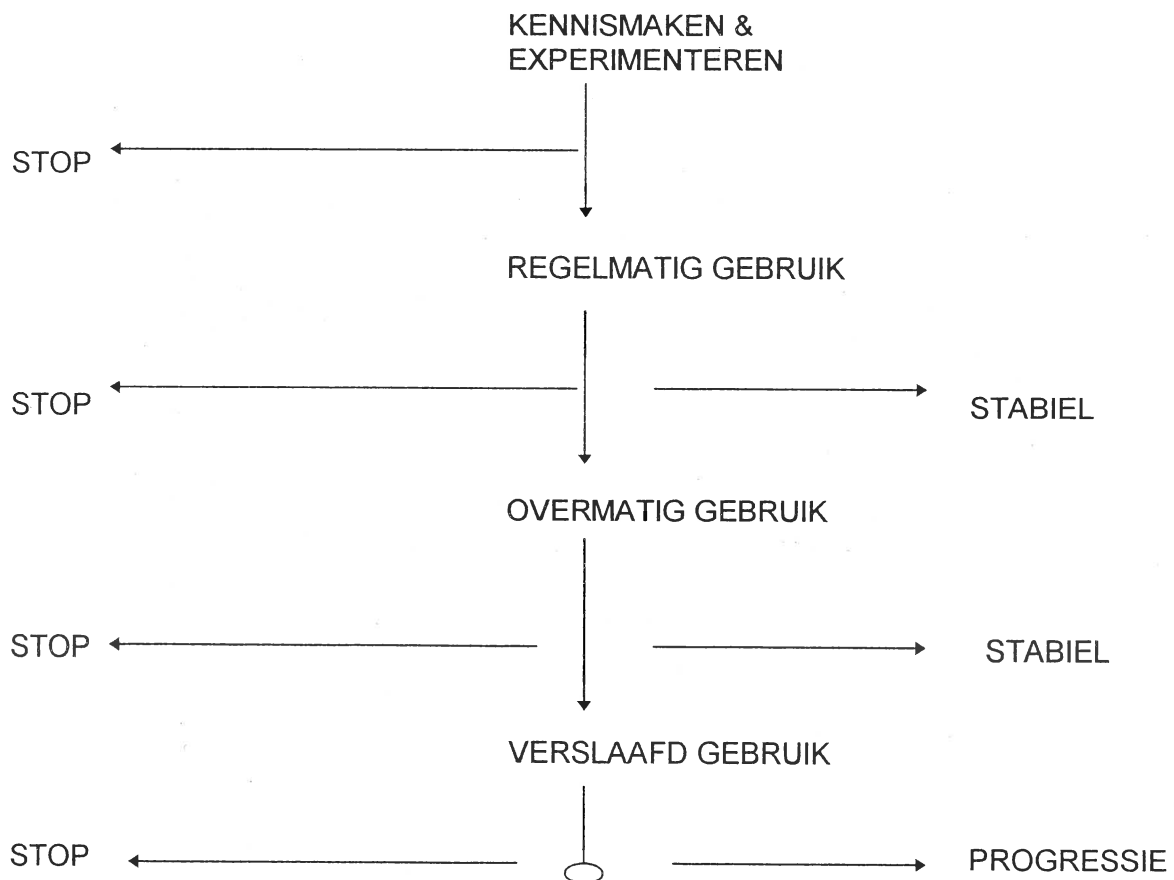 KENNISMAKEN &
EXPERIMENTEREN
STOP
REGELMATIG GEBRUIK
STOP
STABIEL
OVERMATIG GEBRUIK
STOP
STABIEL
VERSLAAFD GEBRUIK
STOP
PROGRESSIE